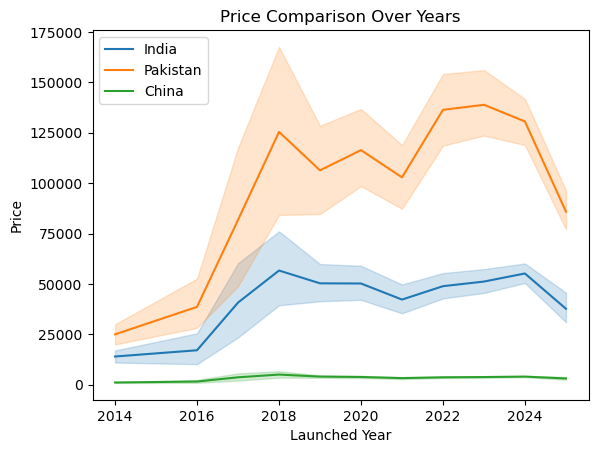 Price Comparison Over Years
175000
150000
125000
100000
75000
50000
25000
0
Price
India
Pakistan
China
2014 2016 2018 2020 2022 2024
Launched Year